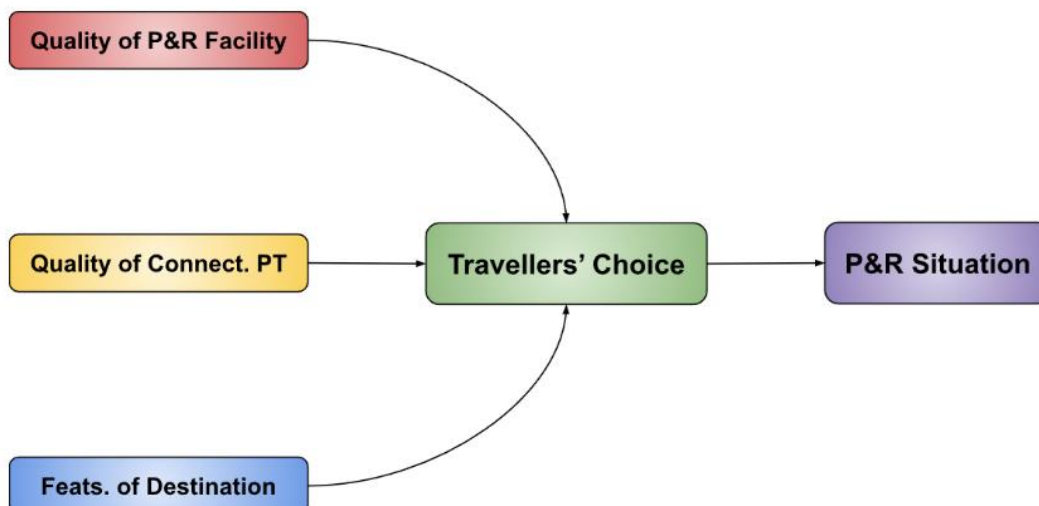 Quality of P&R Facility
Quality of Connect. PT
Travellers' Choice
P&R Situation
Feats. of Destination